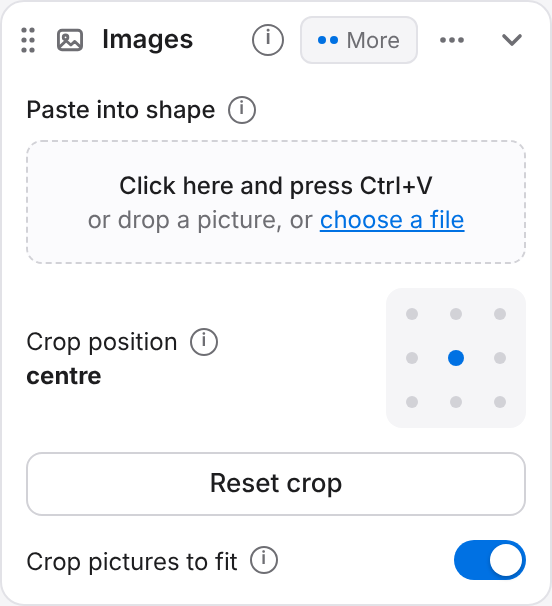 Images
More
Paste into shape
Click here and press Ctrl+V
or drop a picture, or choose a file
Crop position
centre
Reset crop
Crop pictures to fit